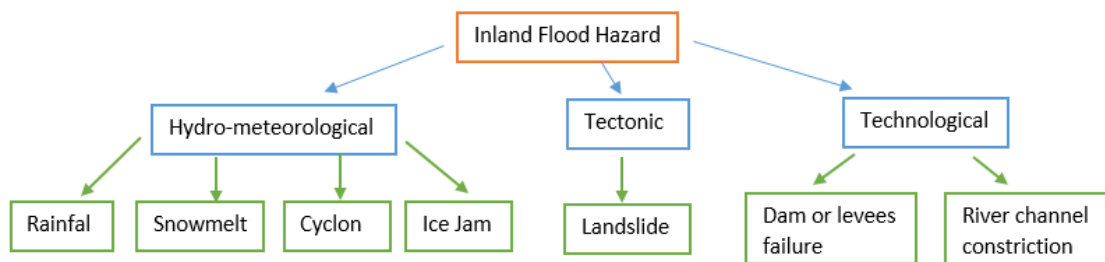 Inland Flood Hazard
Hydro-meteorological
Tectonic
Technological
Rainfal
Snowmelt
Cyclon
Ice Jam
Landslide
Dam or levees
failure
River channel
constriction